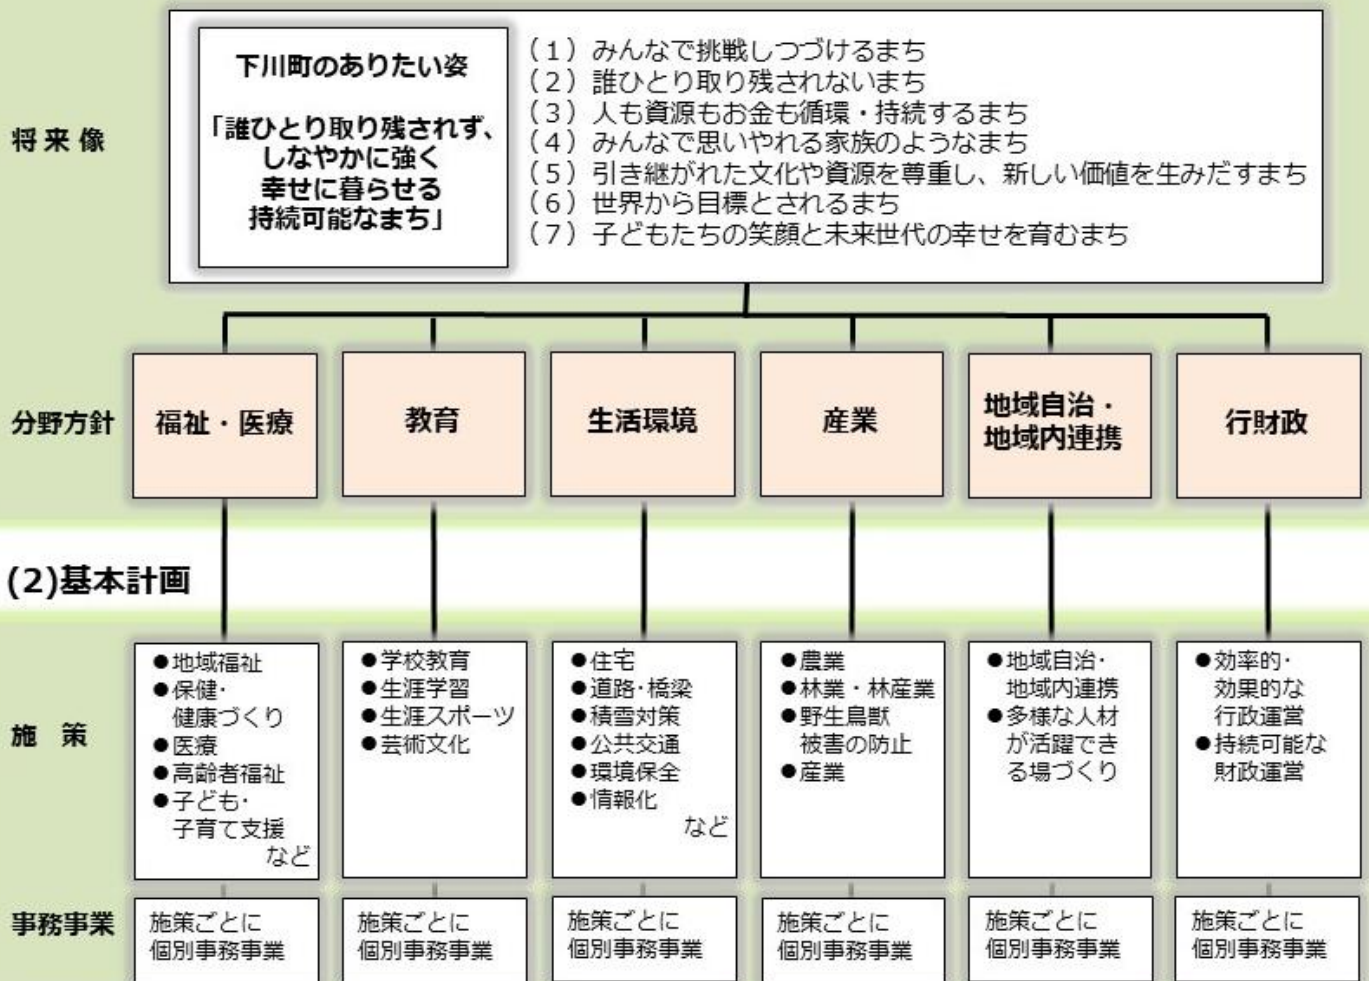 将来像
下川町のありたい姿
「誰ひとり取り残されず、
しなやかに強く
幸せに暮らせる
持続可能なまち」
（１）みんなで挑戦しつづけるまち
（２）誰ひとり取り残されないまち
（３）人も資源もお金も循環・持続するまち
（４）みんなで思いやれる家族のようなまち
（５）引き継がれた文化や資源を尊重し、新しい価値を生みだすまち
（６）世界から目標とされるまち
（７）子どもたちの笑顔と未来世代の幸せを育むまち
分野方針
福祉・医療
教育
生活環境
産業
地域自治・
地域内連携
行財政
(2)基本計画
施 策
●地域福祉
●保健・
健康づくり
●医療
●高齢者福祉
●子ども・
子育て支援
など
●学校教育
●生涯学習
●生涯スポーツ
●芸術文化
●住宅
●道路・橋梁
●積雪対策
●公共交通
●環境保全
●情報化
など
●農業
●林業・林産業
●野生鳥獣
被害の防止
●産業
●地域自治・
地域内連携
●多様な人材
が活躍でき
る場づくり
●効率的・
効果的な
行政運営
●持続可能な
財政運営
事務事業
施策ごとに
個別事務事業
施策ごとに
個別事務事業
施策ごとに
個別事務事業
施策ごとに
個別事務事業
施策ごとに
個別事務事業
施策ごとに
個別事務事業